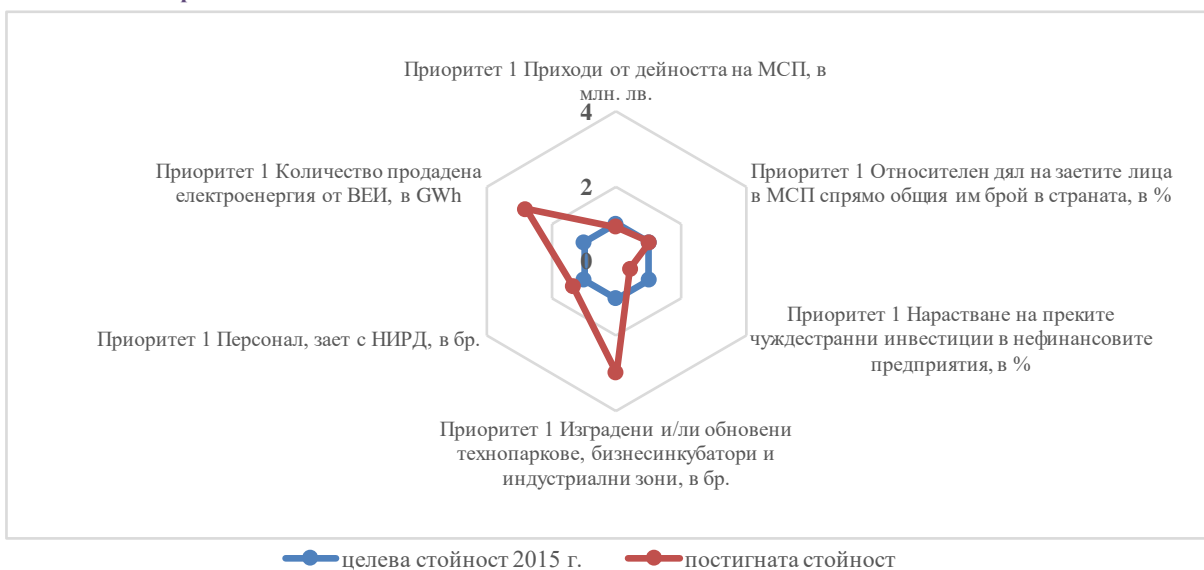 Приоритет 1 Приходи от дейността на МСП, в
млн. лв.
4
Приоритет 1 Количество продадена
електроенергия от ВЕИ, в GWh
2
Приоритет 1 Относителен дял на заетите лица
в МСП спрямо общия им брой в страната, в %
0
Приоритет 1 Персонал, зает с НИРД, в бр.
Приоритет 1 Нарастване на преките
чуждестранни инвестиции в нефинансовите
предприятия, в %
Приоритет 1 Изградени и/ли обновени
технопаркове, бизнесинкубатори и
индустриални зони, в бр.
целева стойност 2015 г.
постигната стойност